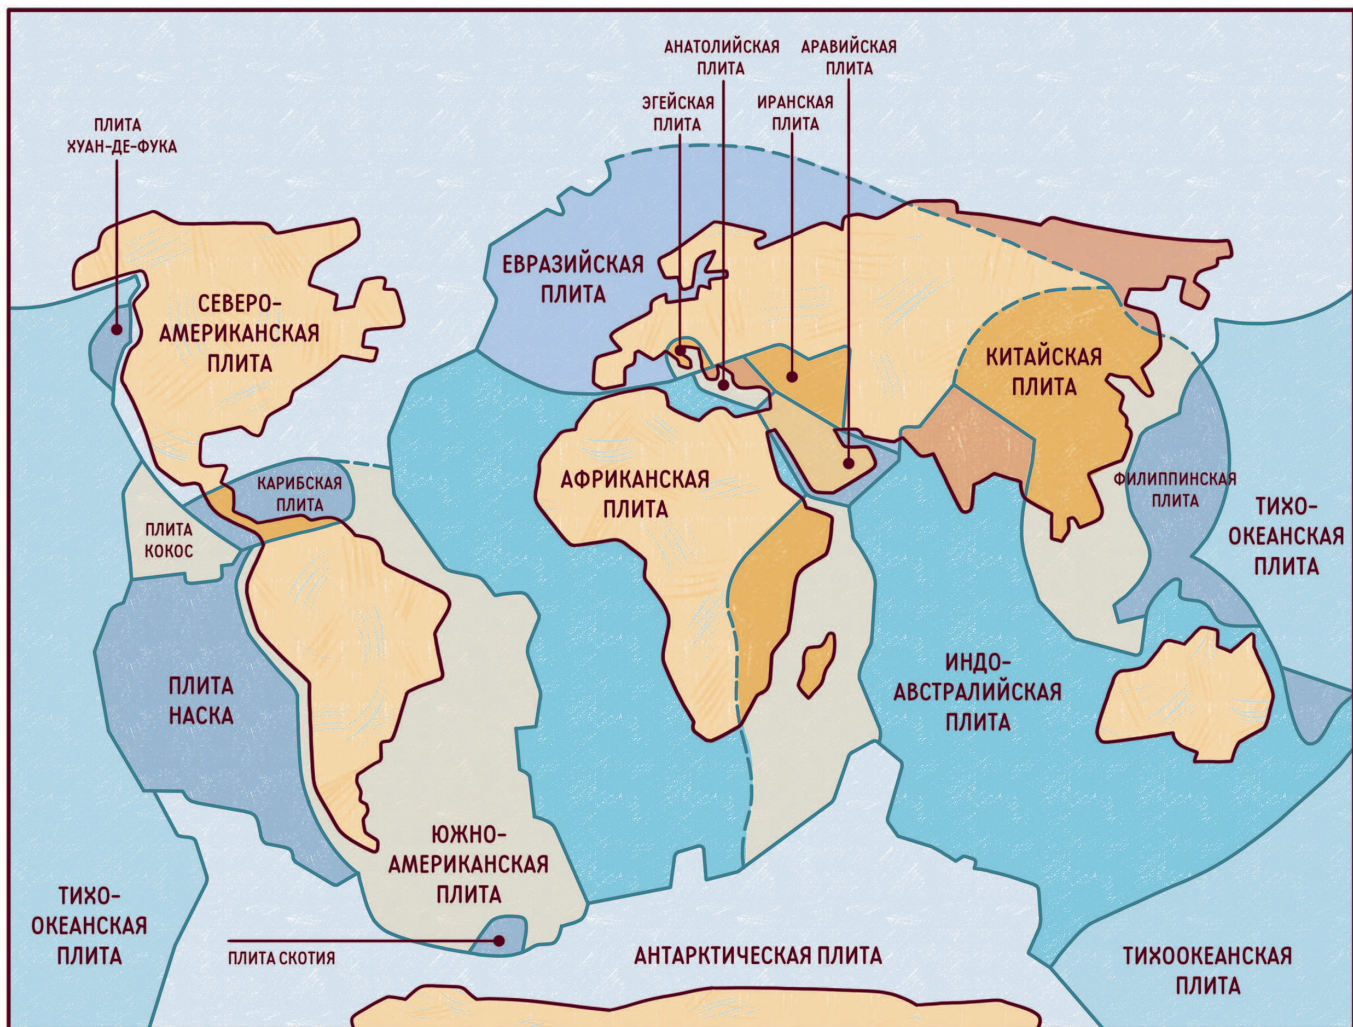 АНАТОЛИЙСКАЯ
ПЛИТА
АРАВИЙСКАЯ
ПЛИТА
ЭГЕЙСКАЯ
ПЛИТА
ИРАНСКАЯ
ПЛИТА
ПЛИТА
ХУАН-ДЕ-ФУКА
ЕВРАЗИЙСКАЯ
ПЛИТА
СЕВЕРО-
АМЕРИКАНСКАЯ
ПЛИТА
КИТАЙСКАЯ
ПЛИТА
КАРИБСКАЯ
ПЛИТА
АФРИКАНСКАЯ
ПЛИТА
ФИЛИППИНСКАЯ
ПЛИТА
ТИХО-
ОКЕАНСКАЯ
ПЛИТА
ПЛИТА
КОКОС
ПЛИТА
НАСКА
ИНДО-
АВСТРАЛИЙСКАЯ
ПЛИТА
ЮЖНО-
АМЕРИКАНСКАЯ
ПЛИТА
ТИХО-
ОКЕАНСКАЯ
ПЛИТА
ПЛИТА СКОТИЯ
АНТАРКТИЧЕСКАЯ ПЛИТА
ТИХООКЕАНСКАЯ
ПЛИТА